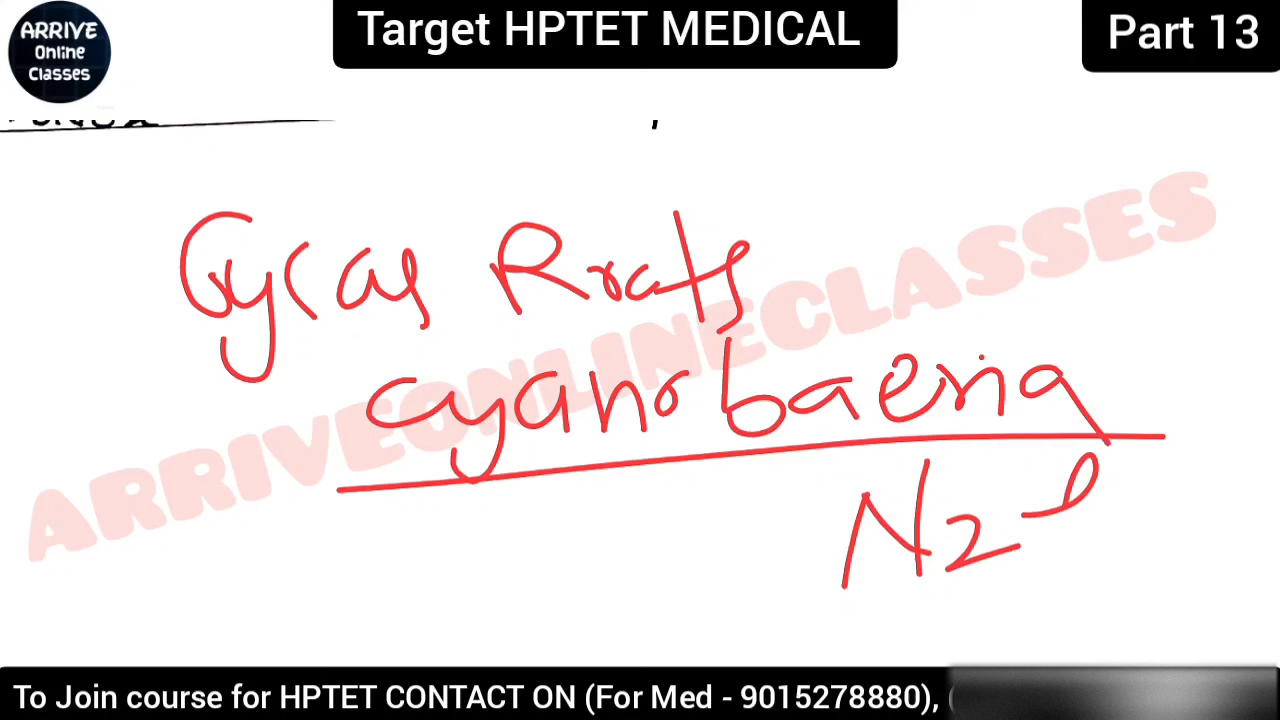 ARRIVE
Online
Classes
Target HPTET MEDICAL
Part 13
Cycas Roots
ARRIVEONLINECLASSES
cyanobaeria
N2
To Join course for HPTET CONTACT ON (For Med - 9015278880), (